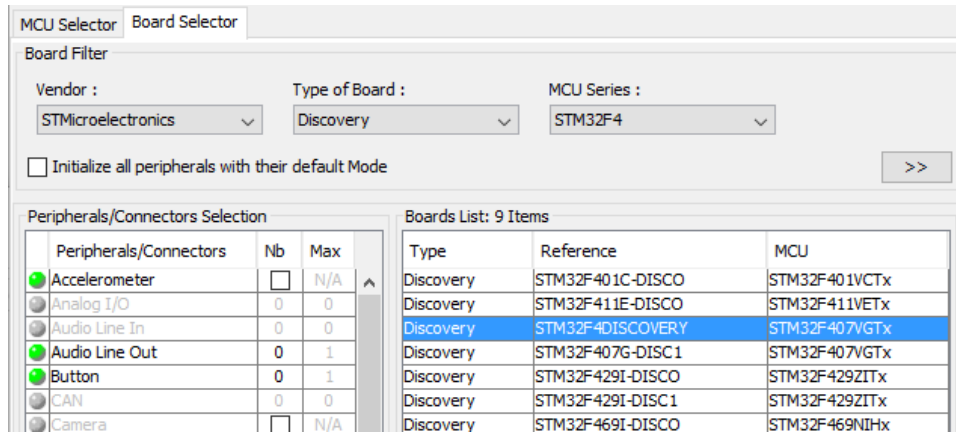 MCU Selector Board Selector
Board Filter
Vendor : Type of Board : MCU Series :
STMicroelectronics Discovery STM32F4
Initialize all peripherals with their default Mode >>
Peripherals/Connectors Selection Boards List: 9 Items
Peripherals/Connectors Nb Max Type Reference MCU
Accelerometer N/A Discovery STM32F401C-DISCO STM32F401VCTx
Analog I/O 0 0 Discovery STM32F411E-DISCO STM32F411VETx
Audio Line In 0 0 Discovery STM32F4DISCOVERY STM32F407VGTx
Audio Line Out 0 1 Discovery STM32F407G-DISC1 STM32F407VGTx
Button 0 1 Discovery STM32F429I-DISCO STM32F429ZITx
CAN 0 0 Discovery STM32F429I-DISC1 STM32F429ZITx
Camera N/A Discovery STM32F469I-DISCO STM32F469NIHx